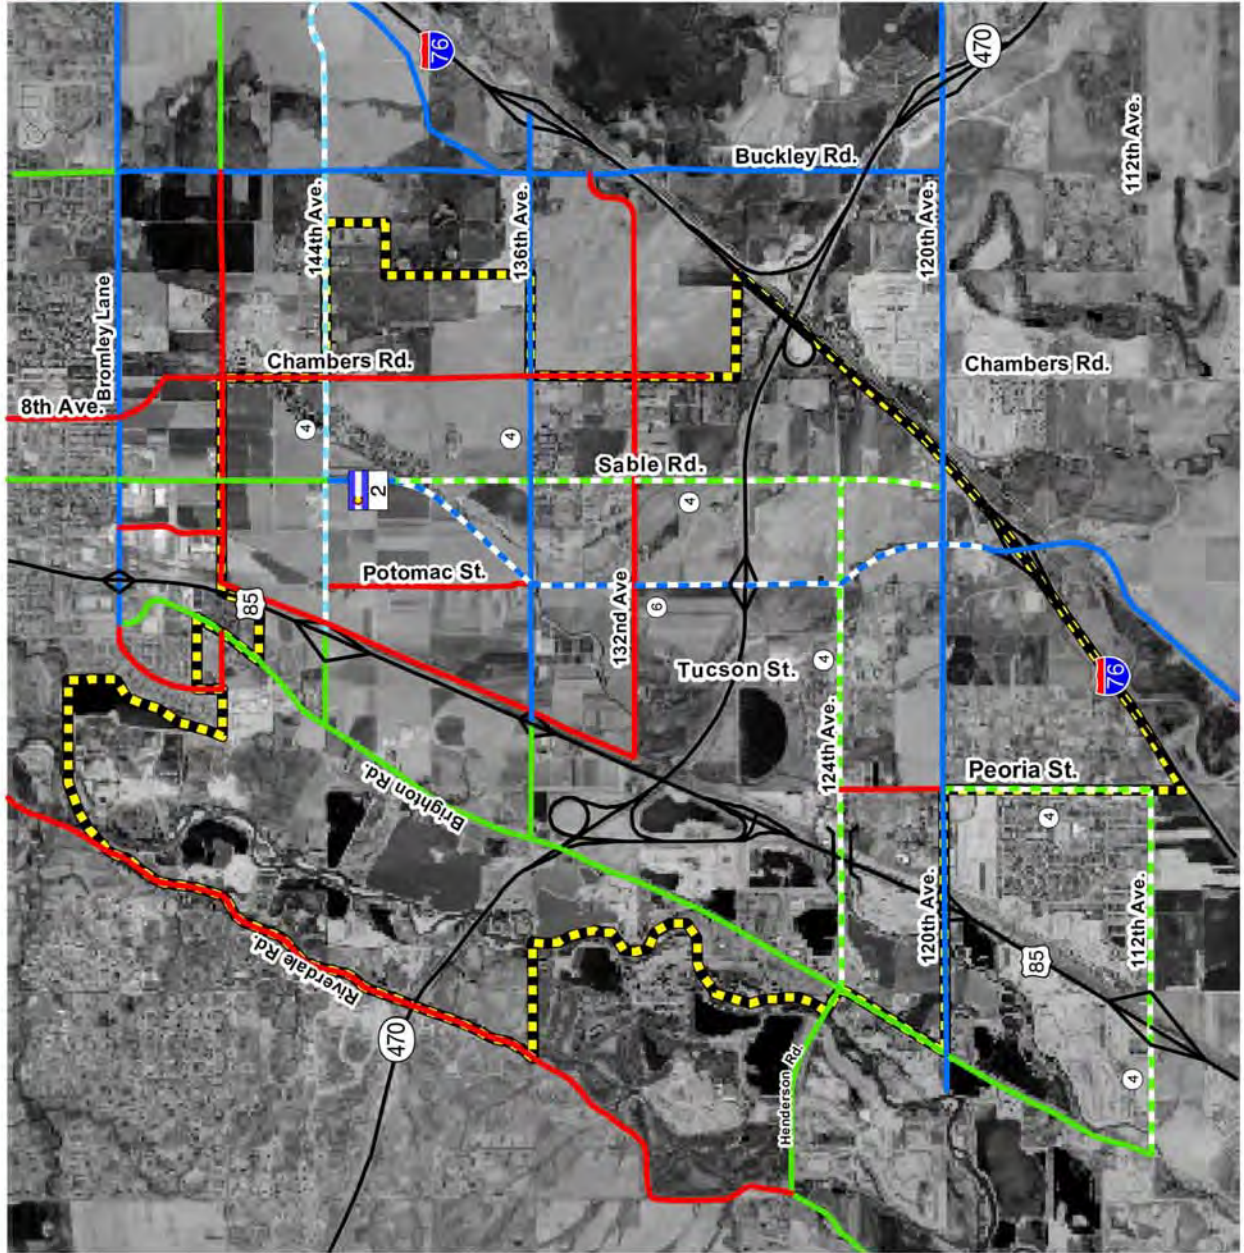 76
470
Buckley Rd.
112th Ave.
144th Ave.
136th Ave.
120th Ave.
Bromley Lane
Chambers Rd.
Chambers Rd.
8th Ave.
4
4
Sable Rd.
2
4
Potomac St.
85
132nd Ave
6
Tucson St.
4
76
124th Ave.
Peoria St.
Brighton Rd.
4
120th Ave.
112th Ave.
Riverdale Rd.
85
470
Henderson Rd.
4